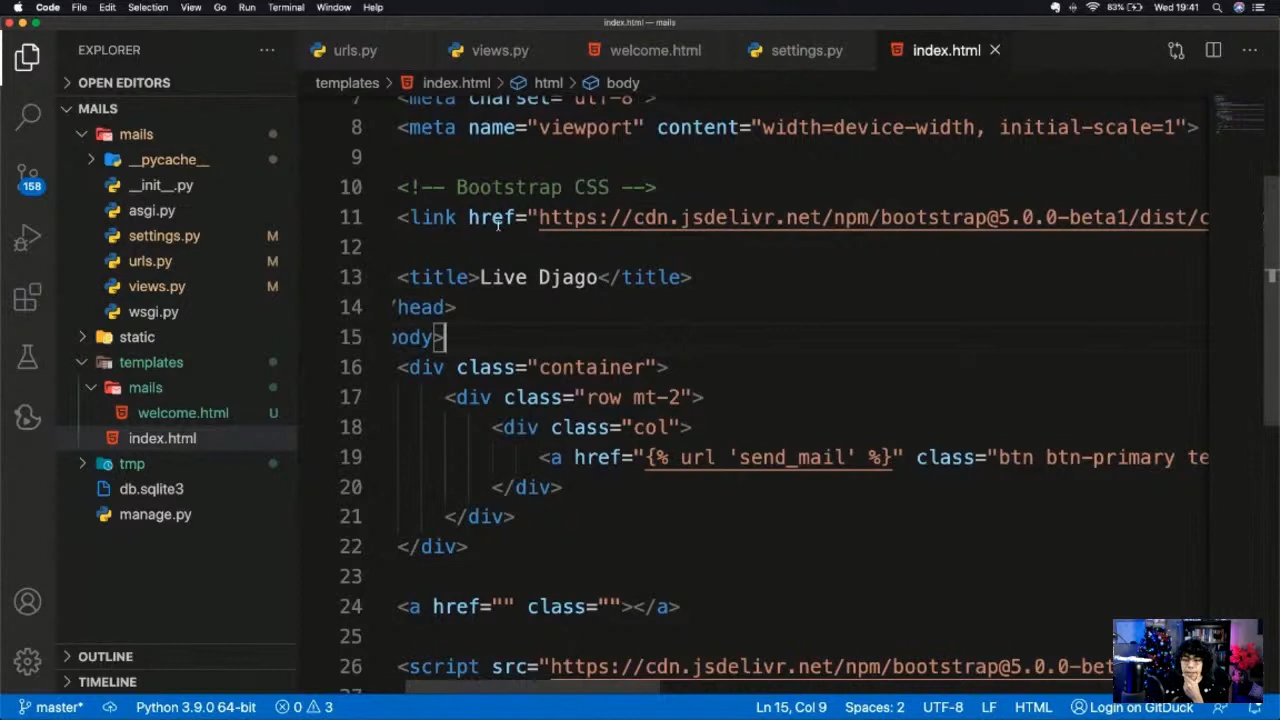 Code File Edit Selection View Go Run Terminal Window Help 83% Wed 19:41
index.html — mails
EXPLORER
urls.py views.py welcome.html settings.py index.html
OPEN EDITORS
templates > index.html > html > body
MAILS
mails
__pycache__
__init__.py
asgi.py
settings.py M
urls.py M
views.py M
wsgi.py
static
templates
mails
welcome.html U
index.html
tmp
db.sqlite3
manage.py
OUTLINE
TIMELINE
158
7 <meta charset="utf-8">
8 <meta name="viewport" content="width=device-width, initial-scale=1">
9
10 <!-- Bootstrap CSS -->
11 <link href="https://cdn.jsdelivr.net/npm/bootstrap@5.0.0-beta1/dist/c
12
13 <title>Live Djago</title>
14 /head>
15 body>
16 <div class="container">
17 <div class="row mt-2">
18 <div class="col">
19 <a href="{% url 'send_mail' %}" class="btn btn-primary te
20 </div>
21 </div>
22 </div>
23
24 <a href="" class=""></a>
25
26 <script src="https://cdn.jsdelivr.net/npm/bootstrap@5.0.0-bet
master* Python 3.9.0 64-bit 0 3 Ln 15, Col 9 Spaces: 2 UTF-8 LF HTML Login on GitDuck